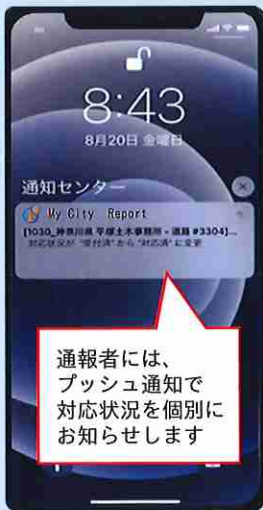 8:43
8月20日 金曜日
通知センター
My City Report
[1030_神奈川県 平塚土木事務所 - 道路 #3304]...
対応状況が "受付済" から "対応済" に変更
通報者には、
プッシュ通知で
対応状況を個別に
お知らせします